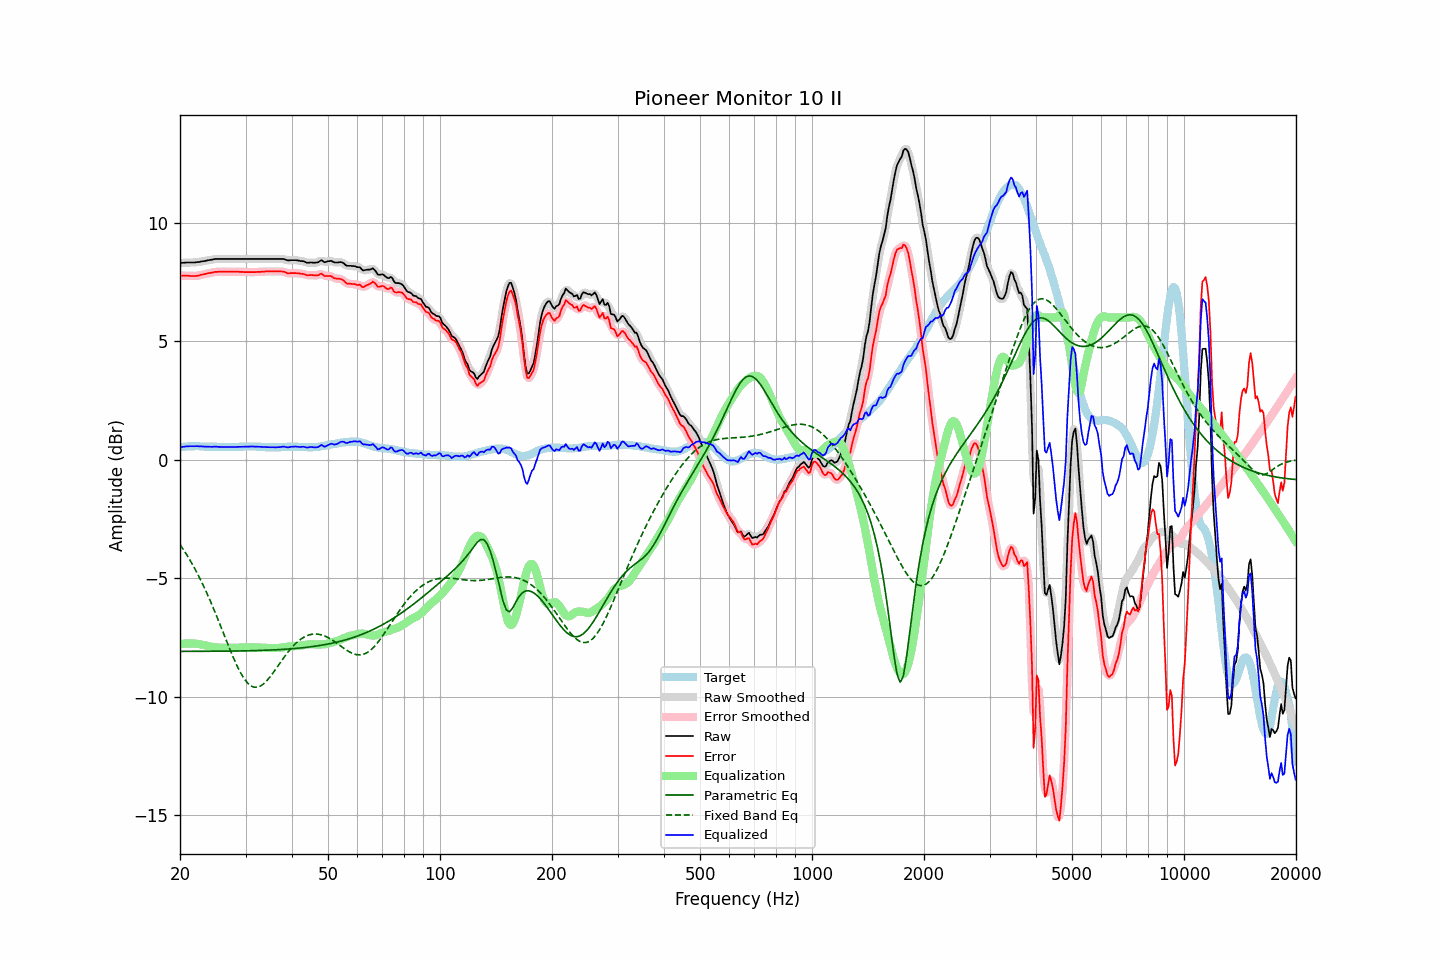 Pioneer Monitor 10 II
Amplitude (dBr)
10
5
0
−5
−10
−15
Target
Raw Smoothed
Error Smoothed
Raw
Error
Equalization
Parametric Eq
Fixed Band Eq
Equalized
20
50
100
200
500
1000
2000
5000
10000
20000
Frequency (Hz)